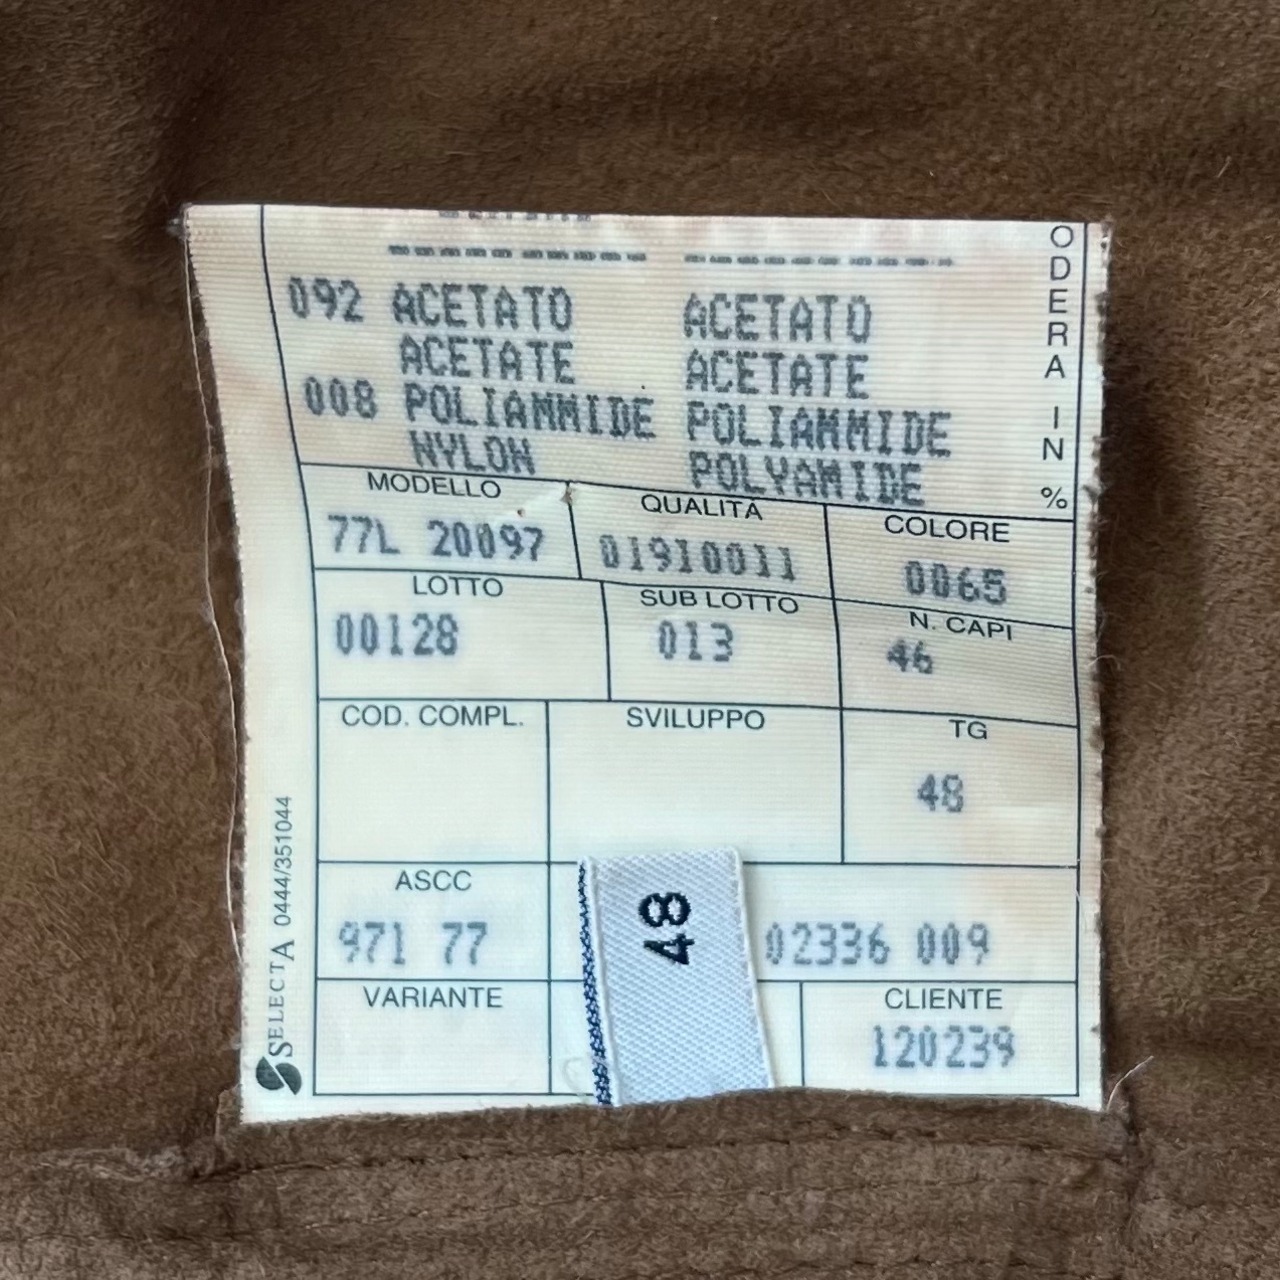 092 ACETATO ACETATO
ACETATE ACETATE
008 POLIAMMIDE POLIAMMIDE
NYLON POLYAMIDE
ODERA IN %
MODELLO QUALITÀ COLORE
77L 20097 01910011 0065
LOTTO SUB LOTTO N. CAPI
00128 013 46
COD. COMPL. SVILUPPO TG
48
ASCC
971 77 02336 009
48
VARIANTE CLIENTE
120239
SELECTA 0444/351044